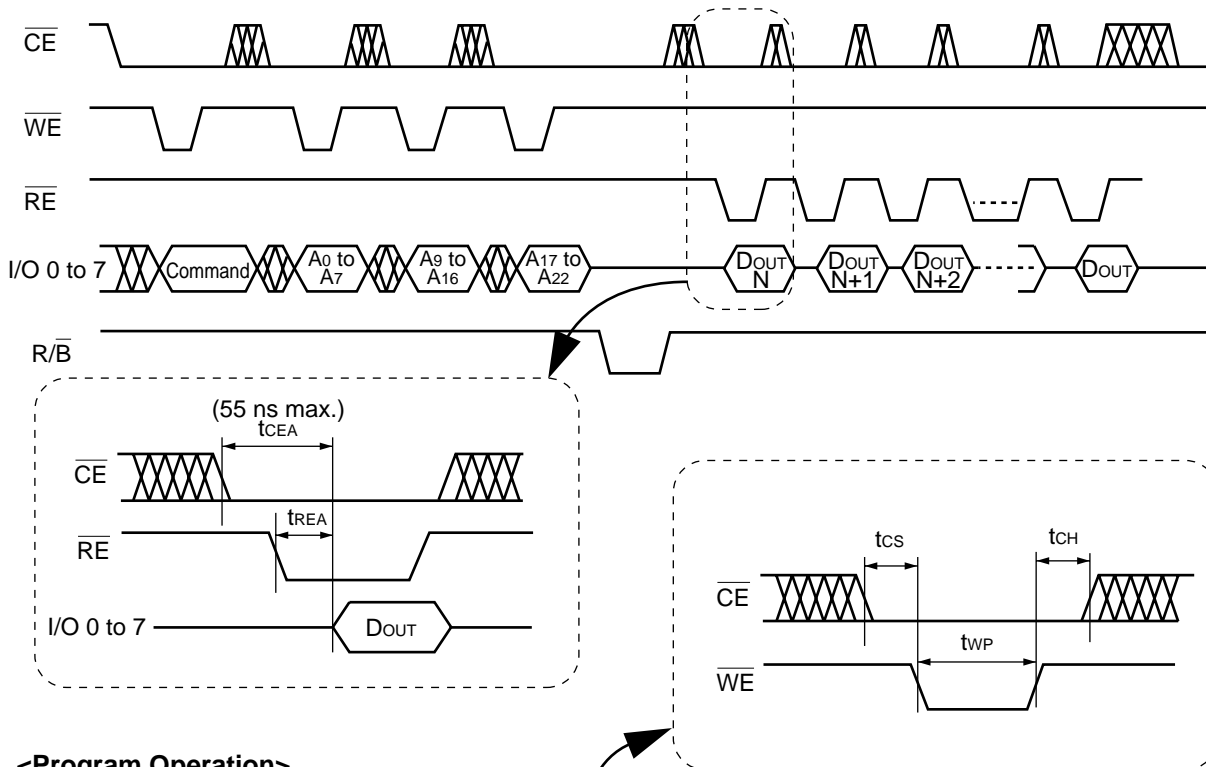 CE
WE
RE
I/O 0 to 7 Command A0 to A7 A9 to A16 A17 to A22 DOUT N DOUT N+1 DOUT N+2 DOUT
R/B
(55 ns max.)
tCEA
CE
tREA
RE
I/O 0 to 7 DOUT
tCS tCH
CE
tWP
WE
<Program Operation>